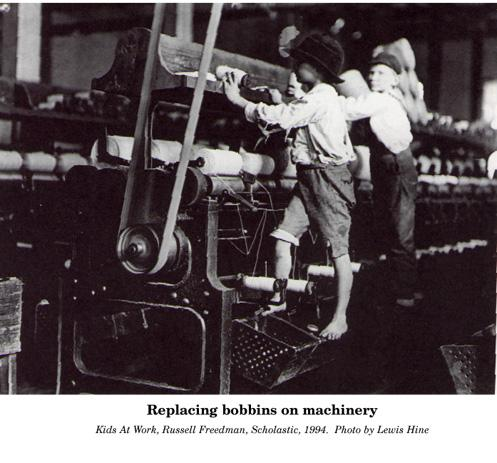 Replacing bobbins on machinery
Kids At Work, Russell Freedman, Scholastic, 1994.  Photo by Lewis Hine